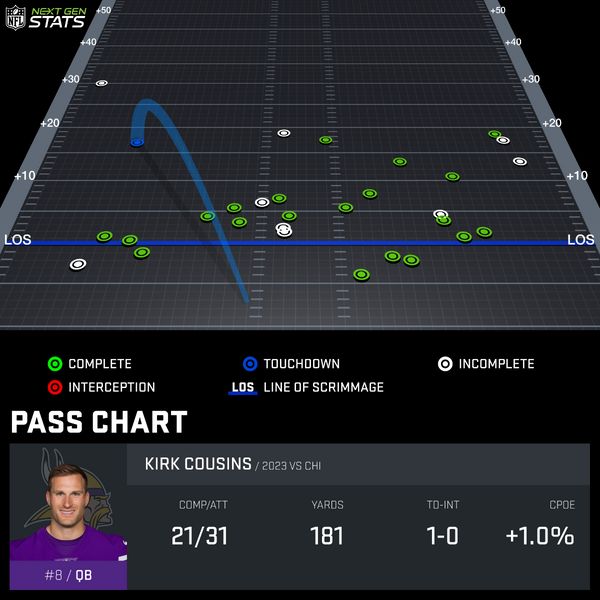 NFL NEXT GEN STATS
+50 +50
+40 +40
+30 +30
+20 +20
+10 +10
LOS LOS
COMPLETE TOUCHDOWN INCOMPLETE
INTERCEPTION LOS LINE OF SCRIMMAGE
PASS CHART
KIRK COUSINS / 2023 VS CHI
COMP/ATT YARDS TD-INT CPOE
21/31 181 1-0 +1.0%
#8 / QB